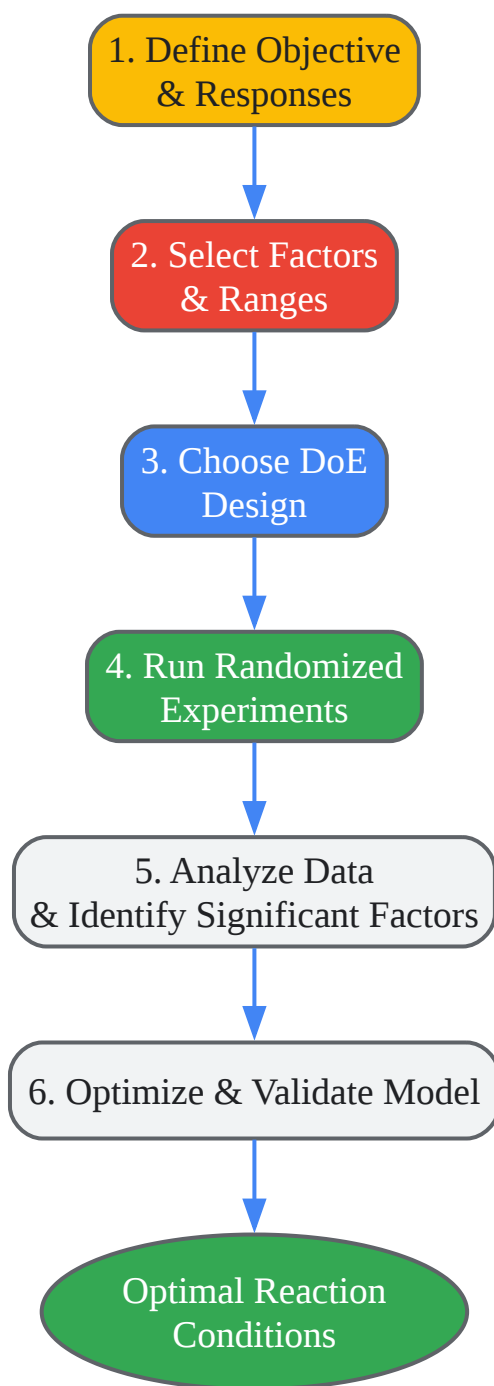 1. Define Objective
& Responses
2. Select Factors
& Ranges
3. Choose DoE
Design
4. Run Randomized
Experiments
5. Analyze Data
& Identify Significant Factors
6. Optimize & Validate Model
Optimal Reaction
Conditions